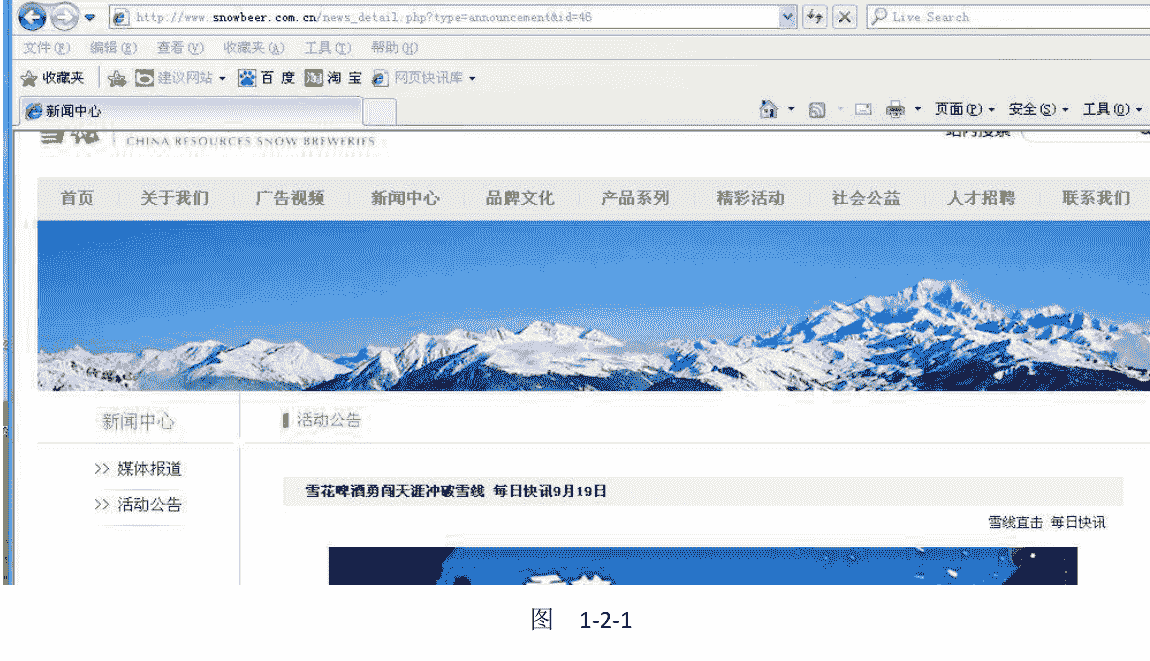 http://www.snowbeer.com.cn/news_detail.php?type=announcement&id=46 Live Search
文件(F) 编辑(E) 查看(V) 收藏夹(A) 工具(T) 帮助(H)
收藏夹 建议网站 百 度 淘 宝 网页快讯库
新闻中心 页面(P) 安全(S) 工具(O)
CHINA RESOURCES SNOW BREWERIES 站内搜索
首页 关于我们 广告视频 新闻中心 品牌文化 产品系列 精彩活动 社会公益 人才招聘 联系我们
新闻中心 活动公告
>> 媒体报道
>> 活动公告
雪花啤酒勇闯天涯冲破雪线 每日快讯9月19日
雪线直击 每日快讯
图 1-2-1